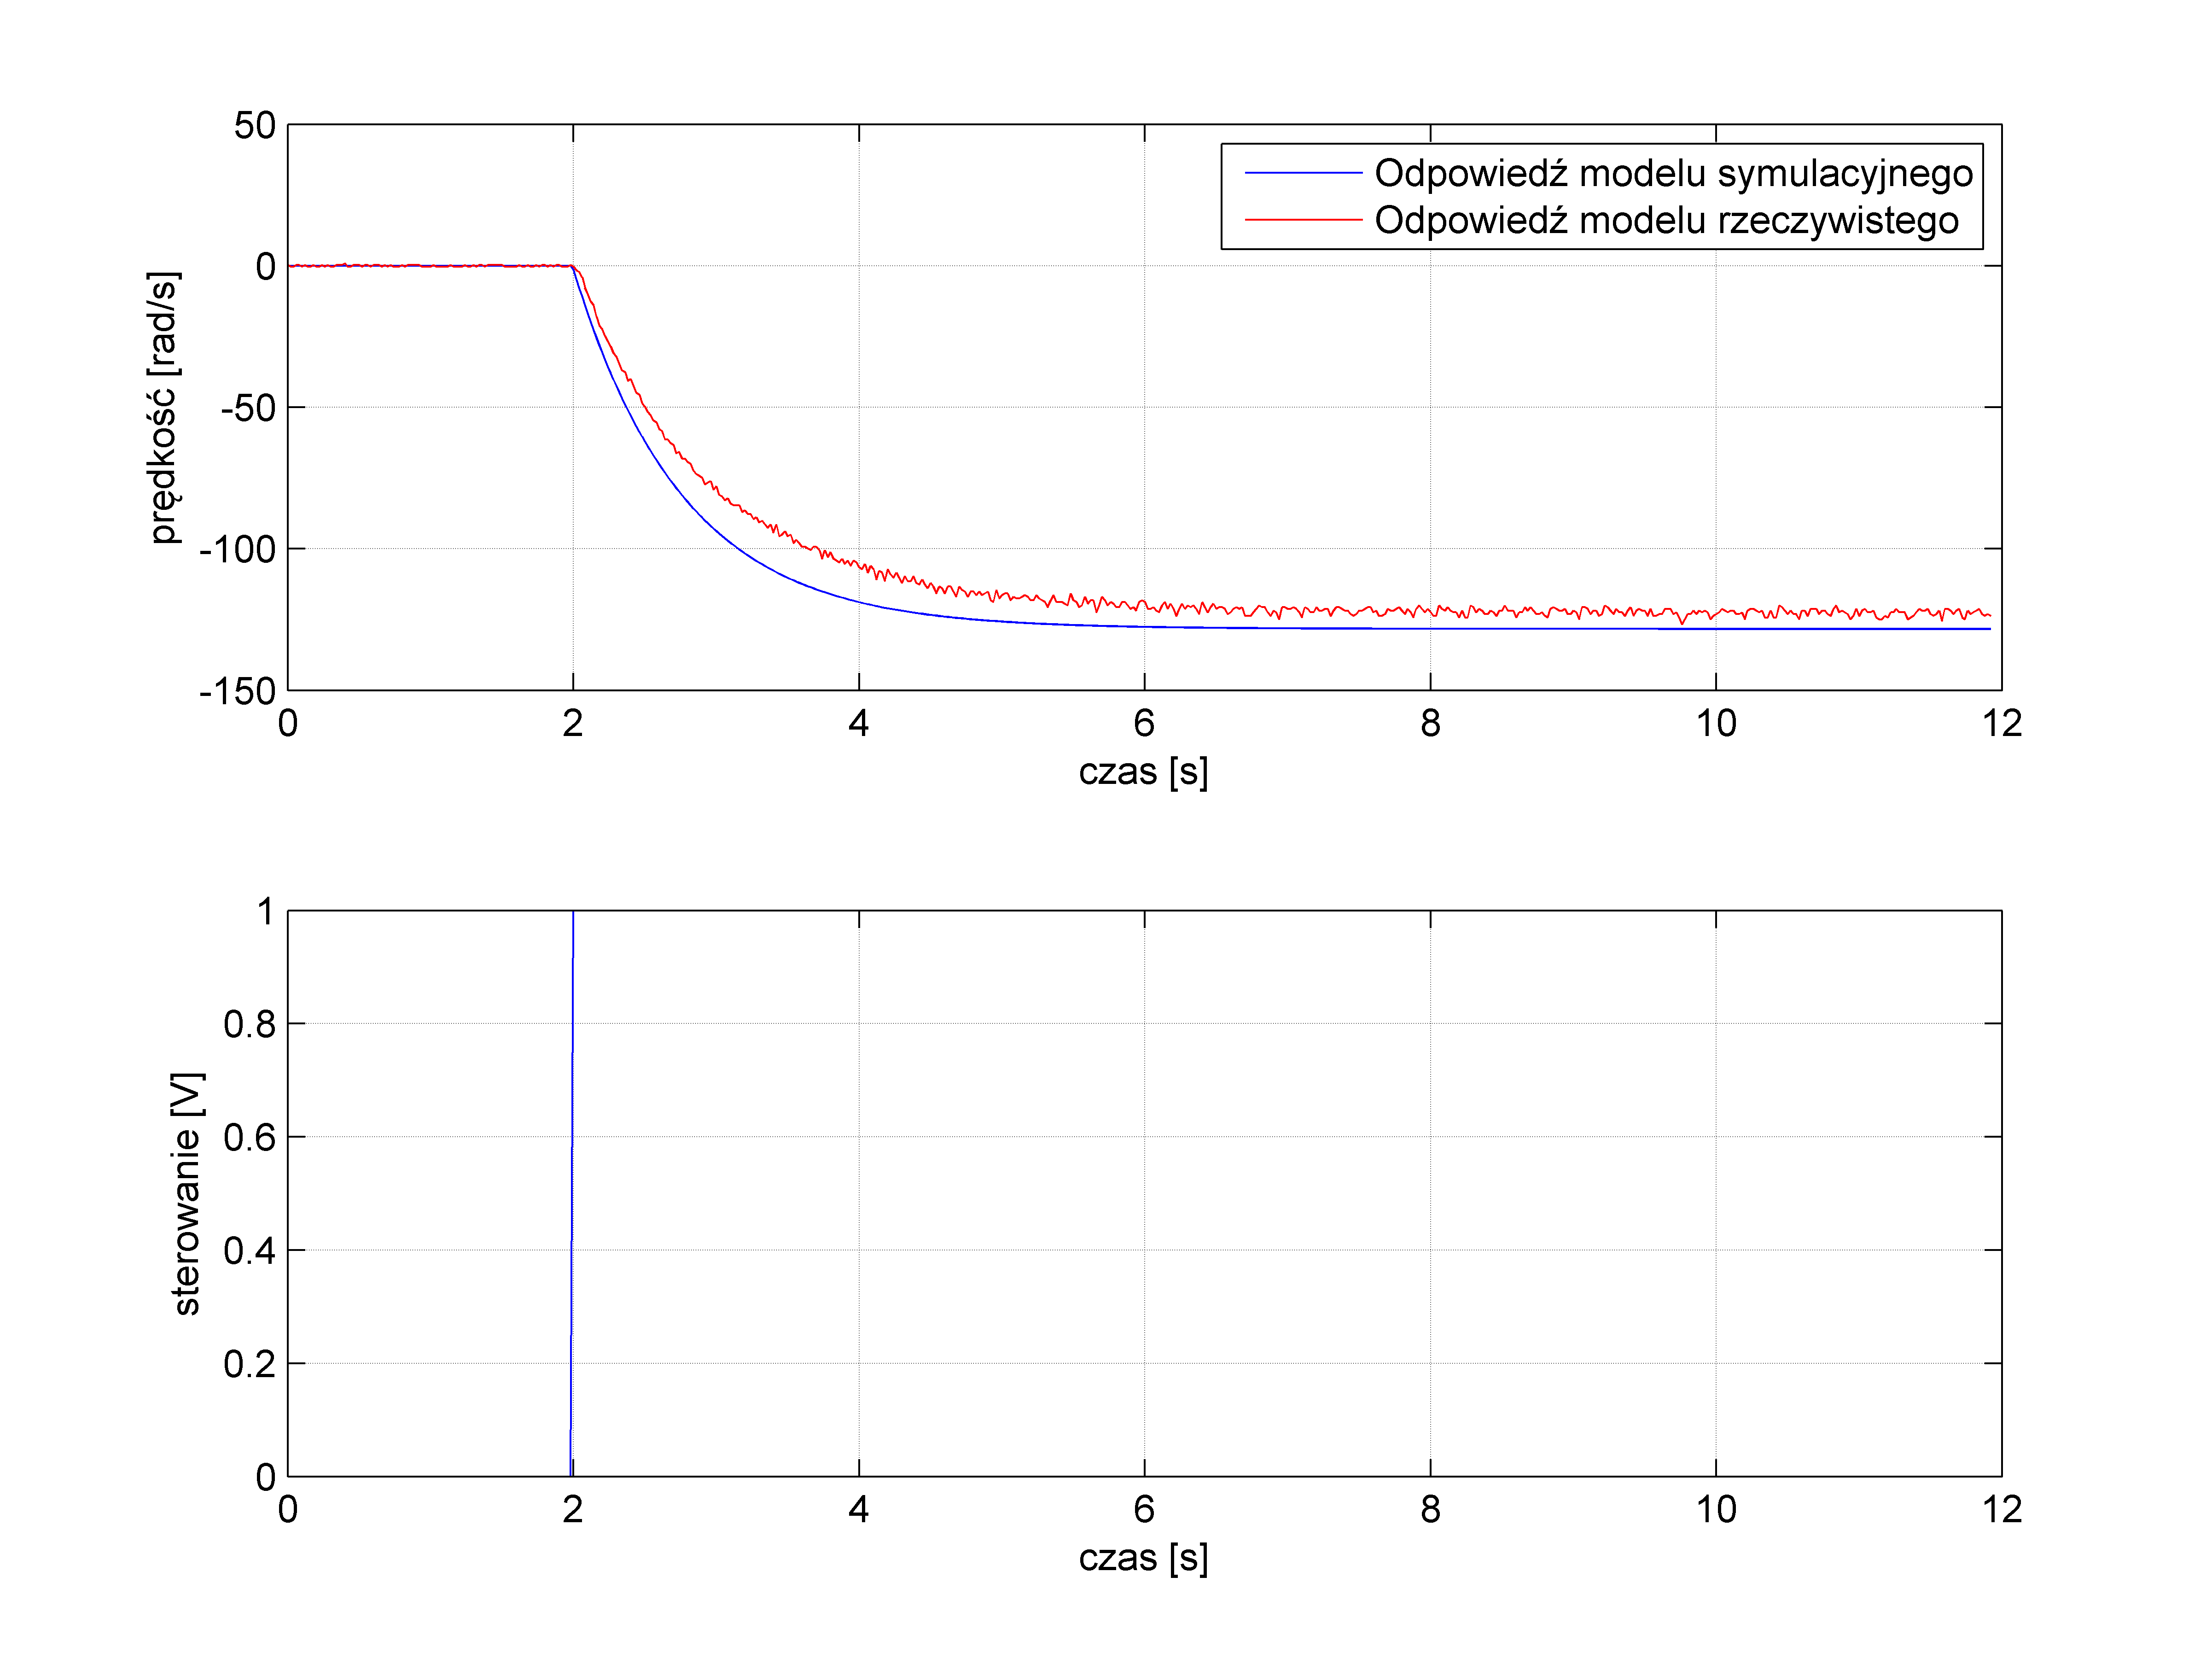 50
0
-50
-100
-150
prędkość [rad/s]
Odpowiedź modelu symulacyjnego
Odpowiedź modelu rzeczywistego
0 2 4 6 8 10 12
czas [s]
1
0.8
0.6
0.4
0.2
0
sterowanie [V]
0 2 4 6 8 10 12
czas [s]